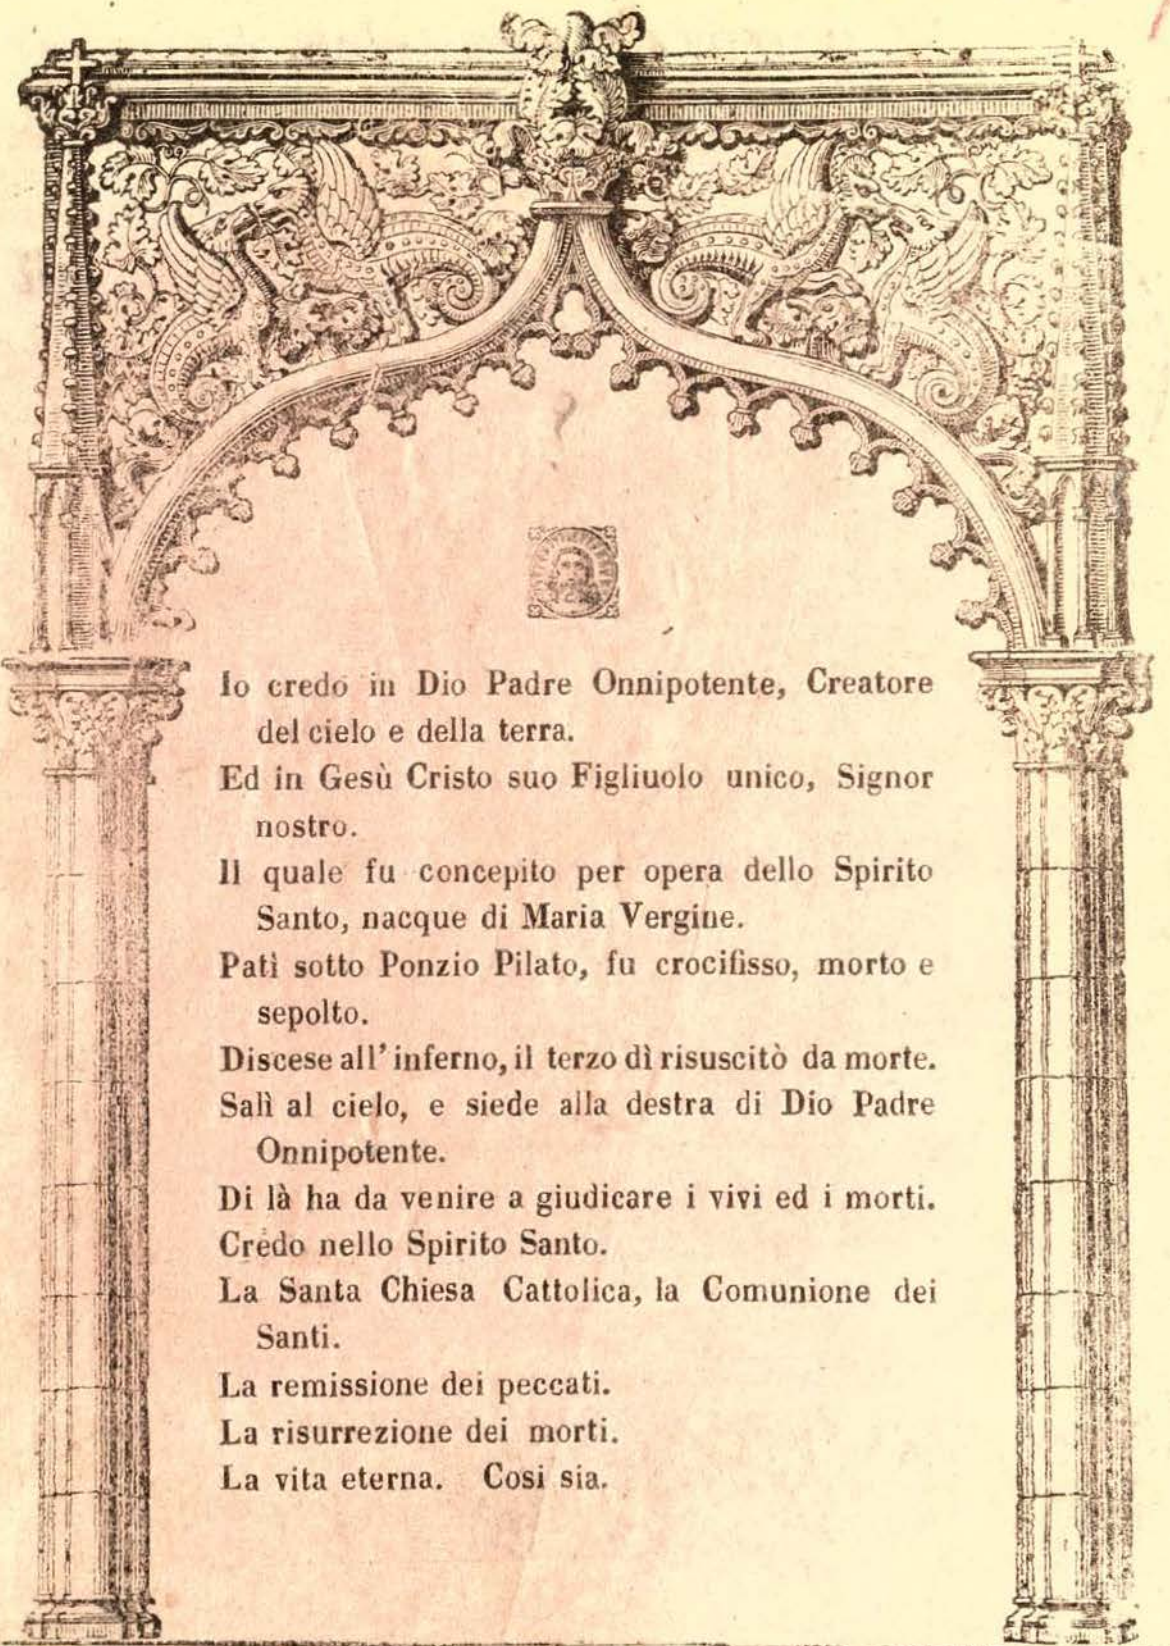 Io credo in Dio Padre Onnipotente, Creatore
del cielo e della terra.
Ed in Gesù Cristo suo Figliuolo unico, Signor
nostro.
Il quale fu concepito per opera dello Spirito
Santo, nacque di Maria Vergine.
Patì sotto Ponzio Pilato, fu crocifisso, morto e
sepolto.
Discese all' inferno, il terzo dì risuscitò da morte.
Salì al cielo, e siede alla destra di Dio Padre
Onnipotente.
Di là ha da venire a giudicare i vivi ed i morti.
Credo nello Spirito Santo.
La Santa Chiesa Cattolica, la Comunione dei
Santi.
La remissione dei peccati.
La risurrezione dei morti.
La vita eterna. Cosi sia.